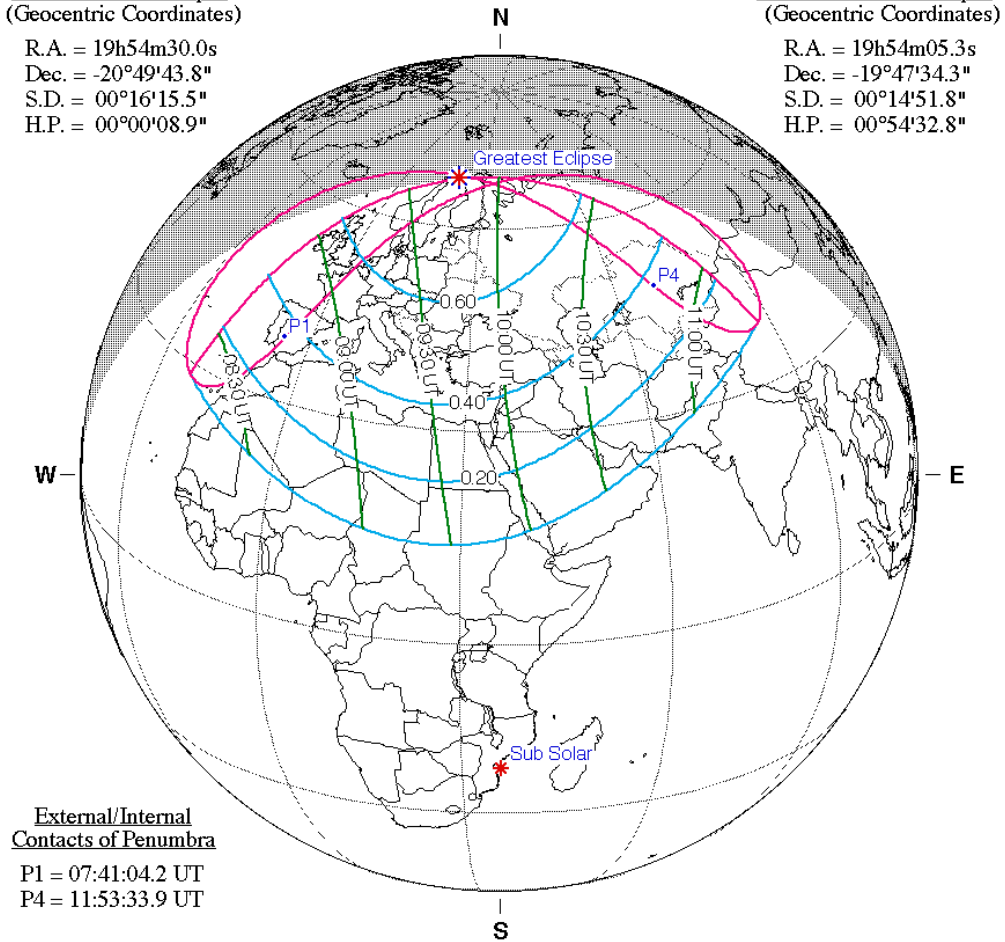 (Geocentric Coordinates)
R.A. = 19h54m30.0s
Dec. = -20°49'43.8"
S.D. = 00°16'15.5"
H.P. = 00°00'08.9"
N
(Geocentric Coordinates)
R.A. = 19h54m05.3s
Dec. = -19°47'34.3"
S.D. = 00°14'51.8"
H.P. = 00°54'32.8"
Greatest Eclipse
P4
P1
0.60
08:30 UT
09:00 UT
09:30 UT
10:00 UT
10:30 UT
11:00 UT
0.40
0.20
W
E
Sub Solar
External/Internal
Contacts of Penumbra
P1 = 07:41:04.2 UT
P4 = 11:53:33.9 UT
S